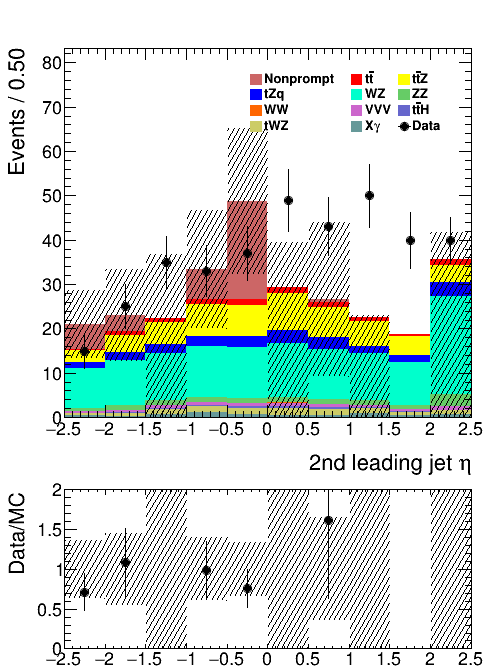 Events / 0.50
80
70
60
50
40
30
20
10
0
Nonprompt tt̄ tt̄Z
tZq WZ ZZ
WW VVV tt̄H
tWZ Xγ Data
−2.5 −2 −1.5 −1 −0.5 0 0.5 1 1.5 2 2.5
2nd leading jet η
Data/MC
2
1.5
1
0.5
0
−2.5 −2 −1.5 −1 −0.5 0 0.5 1 1.5 2 2.5